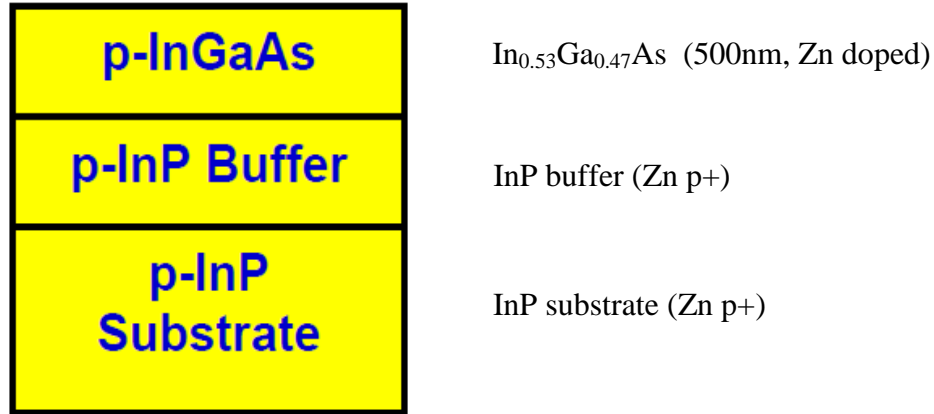 p-InGaAs
In0.53Ga0.47As (500nm, Zn doped)
p-InP Buffer
InP buffer (Zn p+)
p-InP
Substrate
InP substrate (Zn p+)